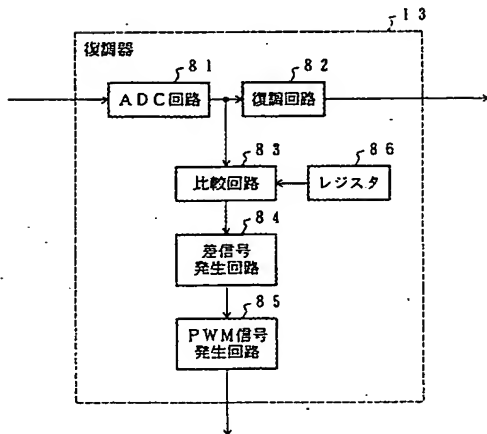 13
復調器
81
82
ADC回路
復調回路
83
86
比較回路
レジスタ
84
差信号
発生回路
85
PWM信号
発生回路